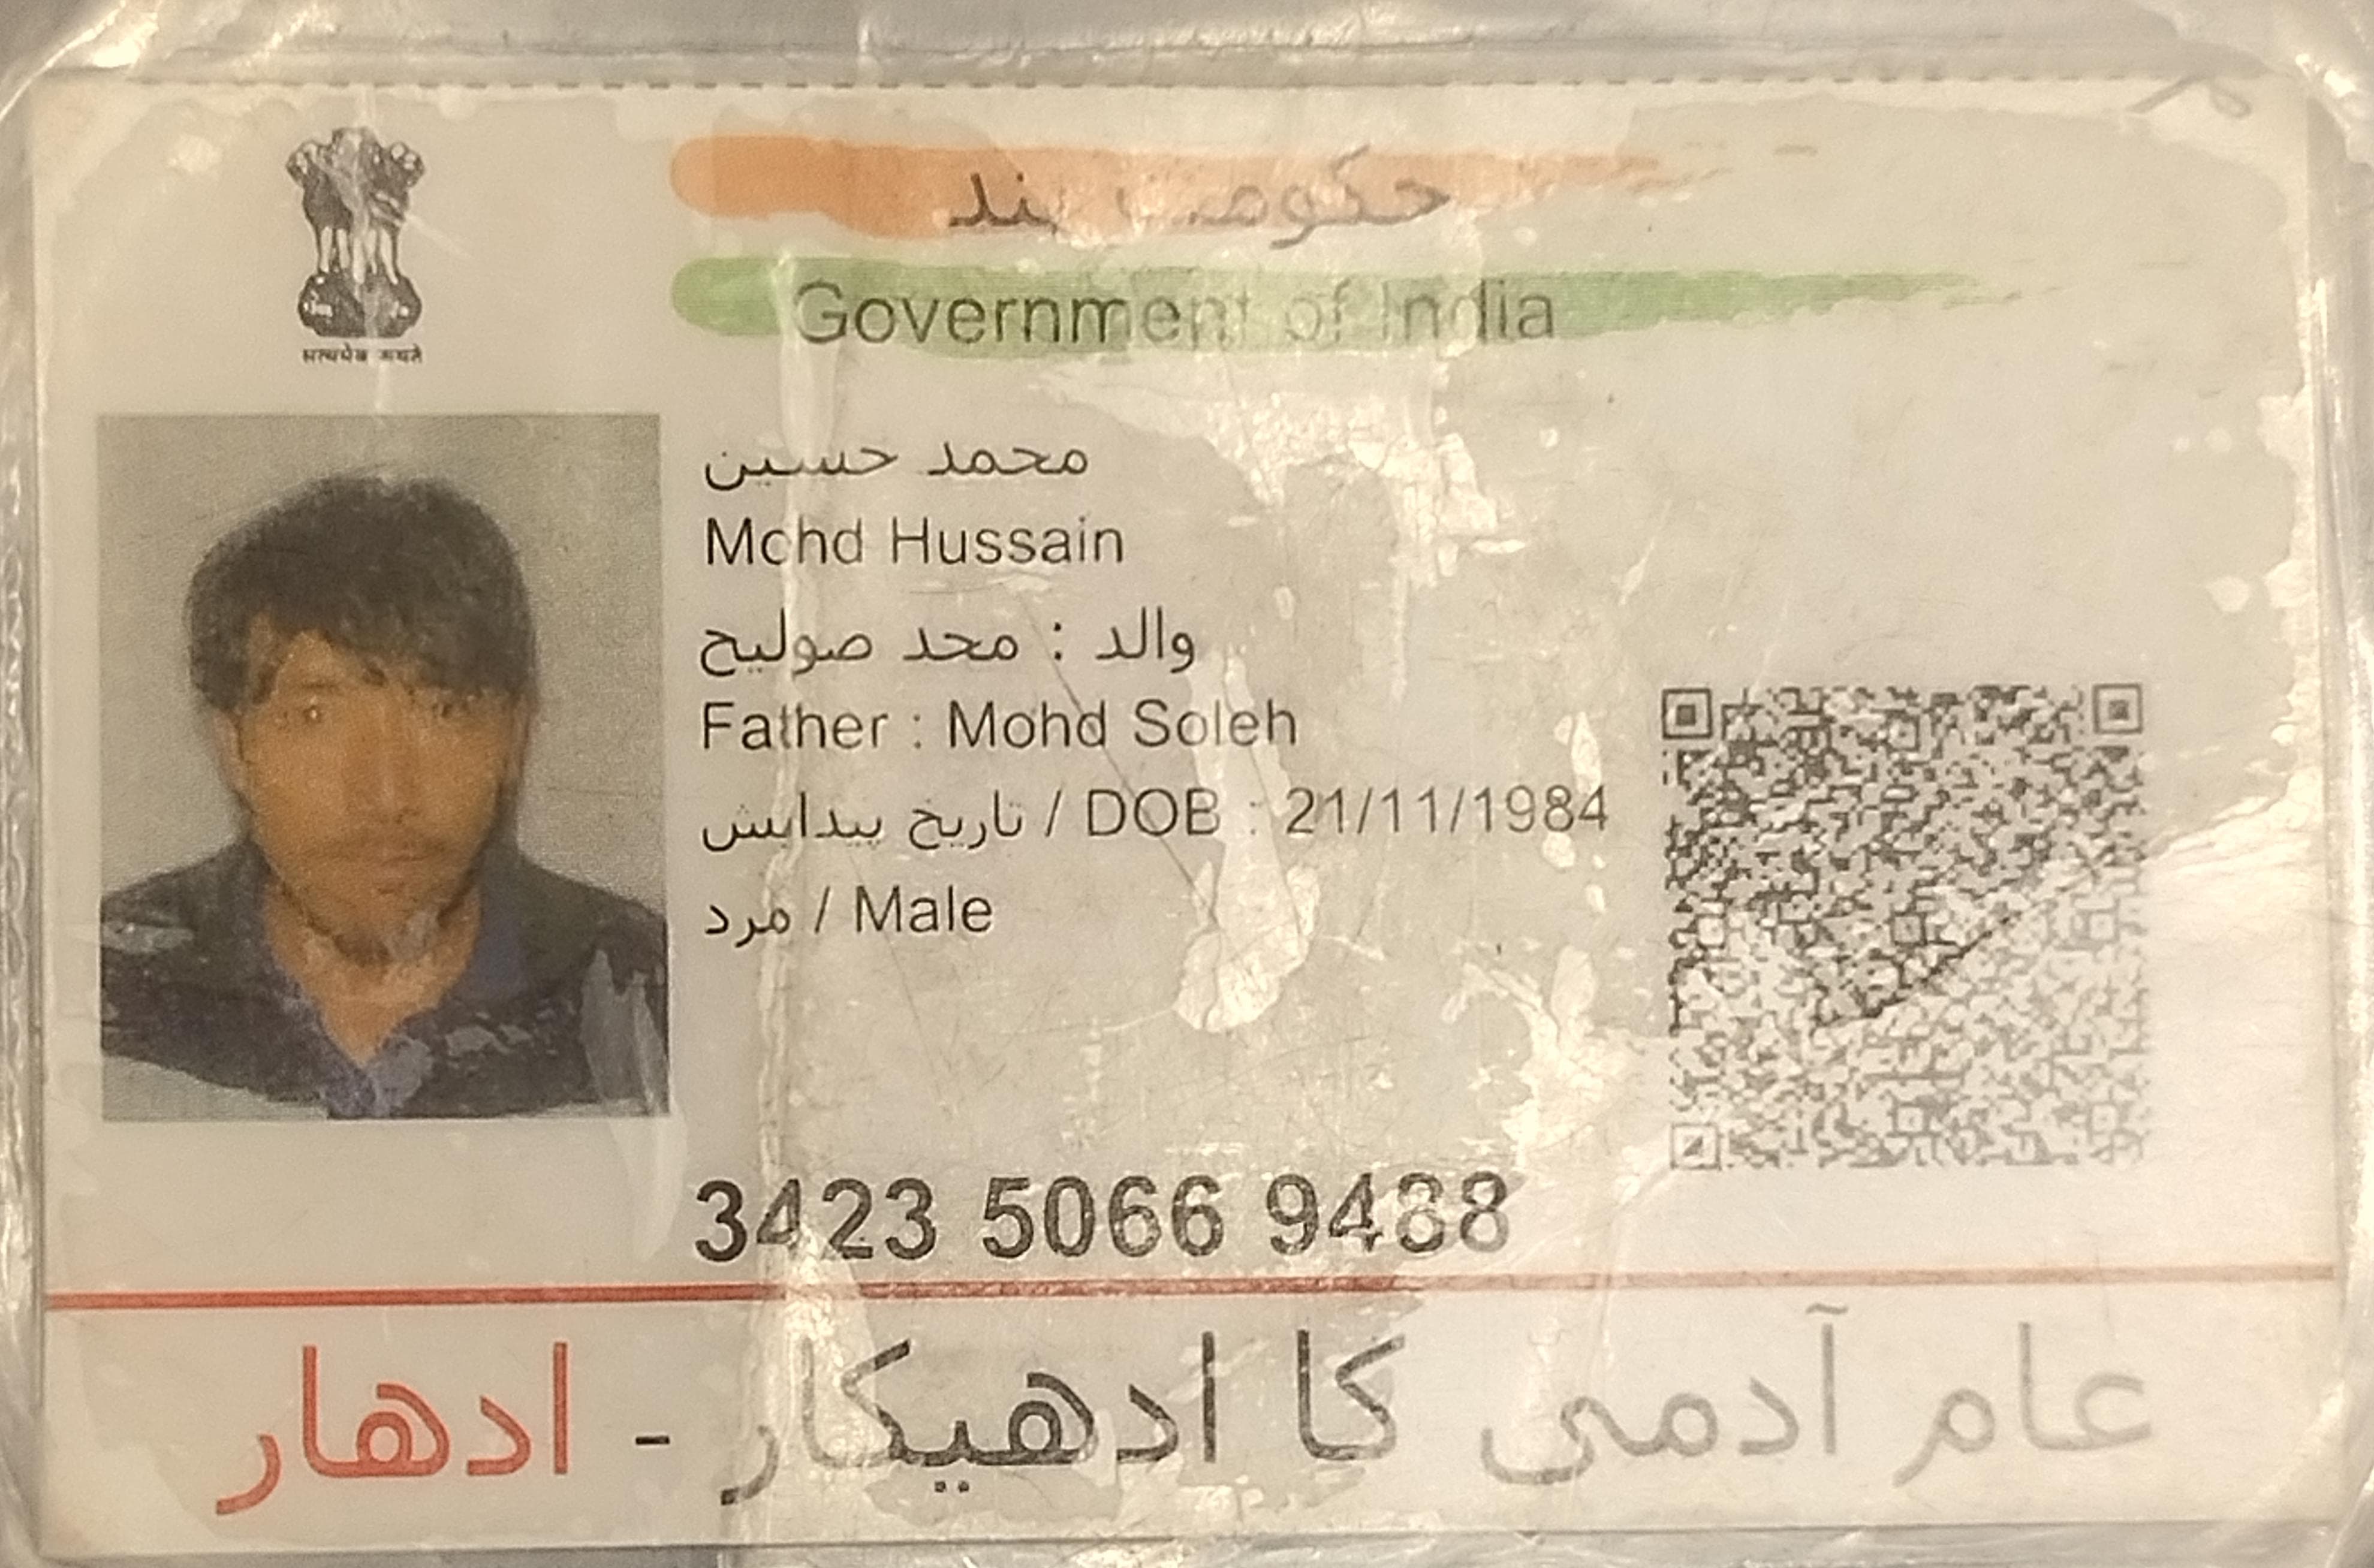 حکومت ہند
Government of India
सत्यमेव जयते
محمد حسین
Mohd Hussain
والد : محد صولیح
Father : Mohd Soleh
تاریخ پیدایش / DOB : 21/11/1984
مرد / Male
3423 5066 9488
عام آدمی کا ادھیکار - ادھار